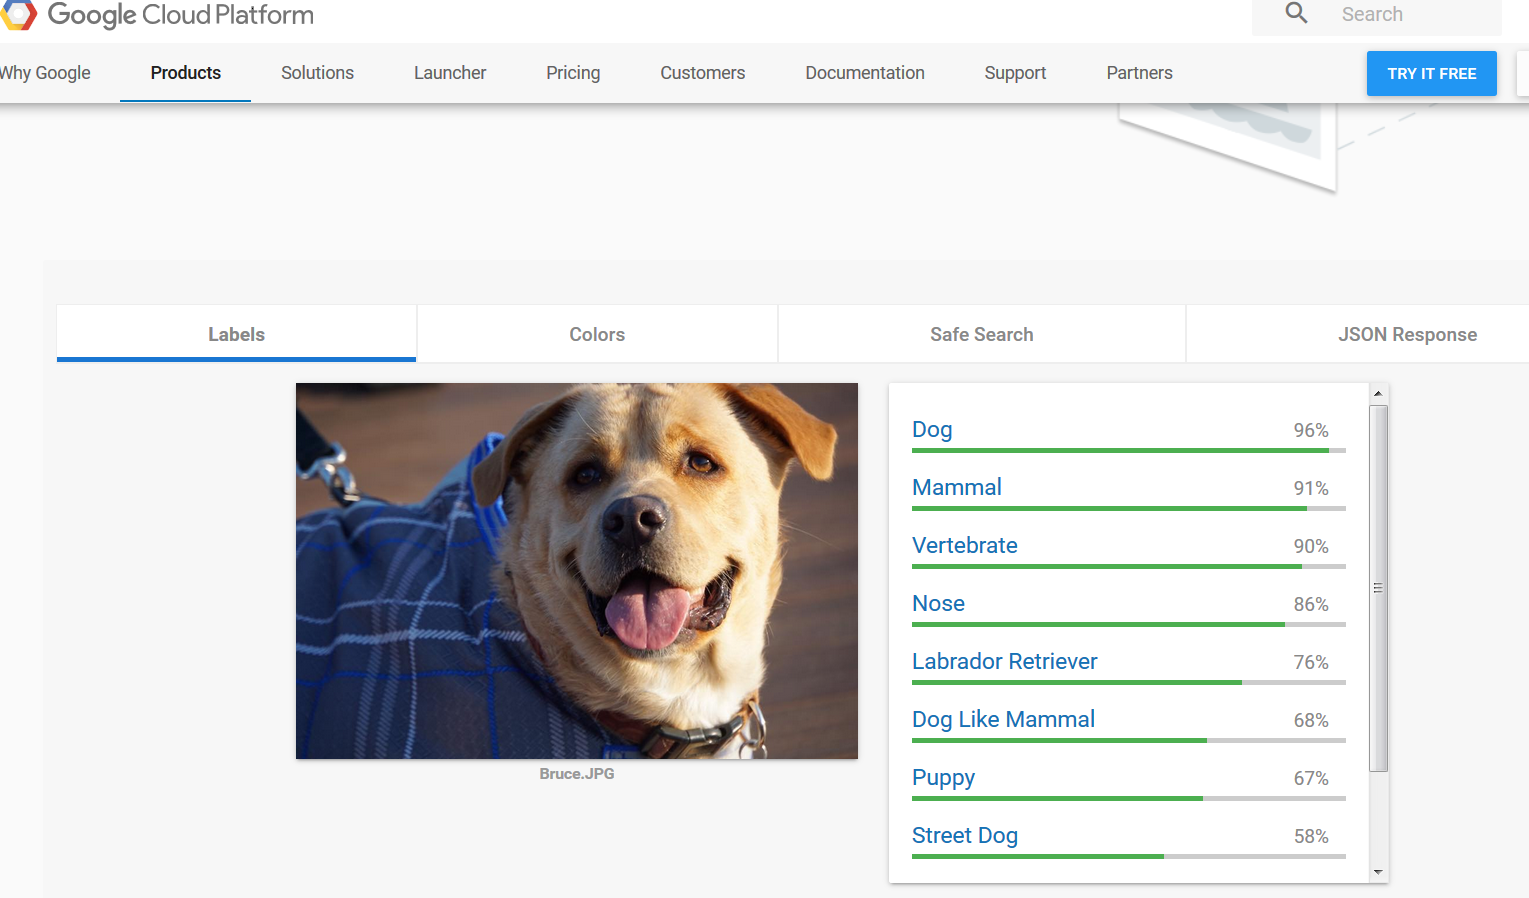 Google Cloud Platform
Search
Why Google Products Solutions Launcher Pricing Customers Documentation Support Partners TRY IT FREE
Labels Colors Safe Search JSON Response
Dog 96%
Mammal 91%
Vertebrate 90%
Nose 86%
Labrador Retriever 76%
Dog Like Mammal 68%
Puppy 67%
Street Dog 58%
Bruce.JPG